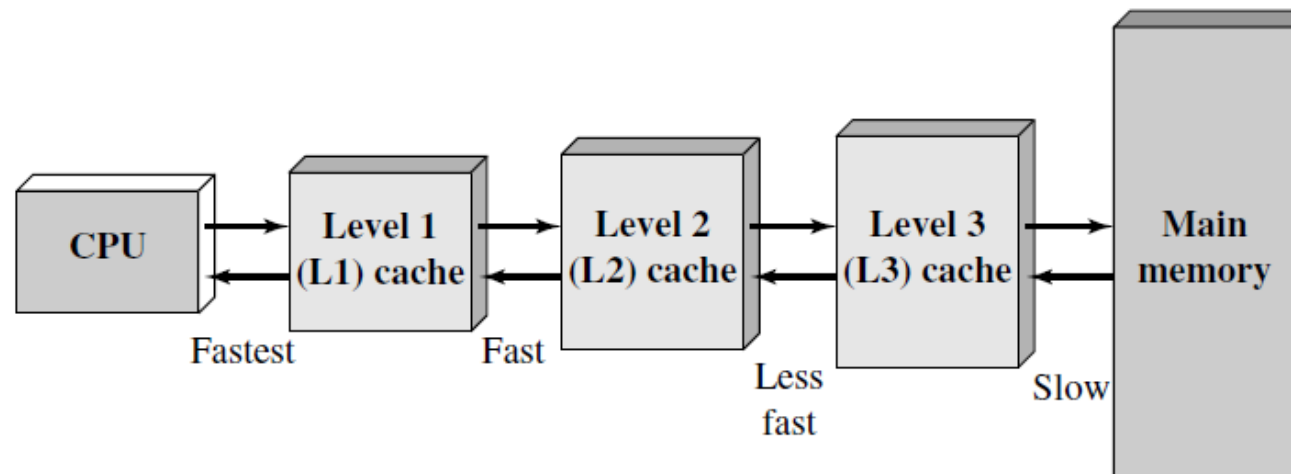 CPU
Level 1
(L1) cache
Level 2
(L2) cache
Level 3
(L3) cache
Main
memory
Fastest
Fast
Less
fast
Slow